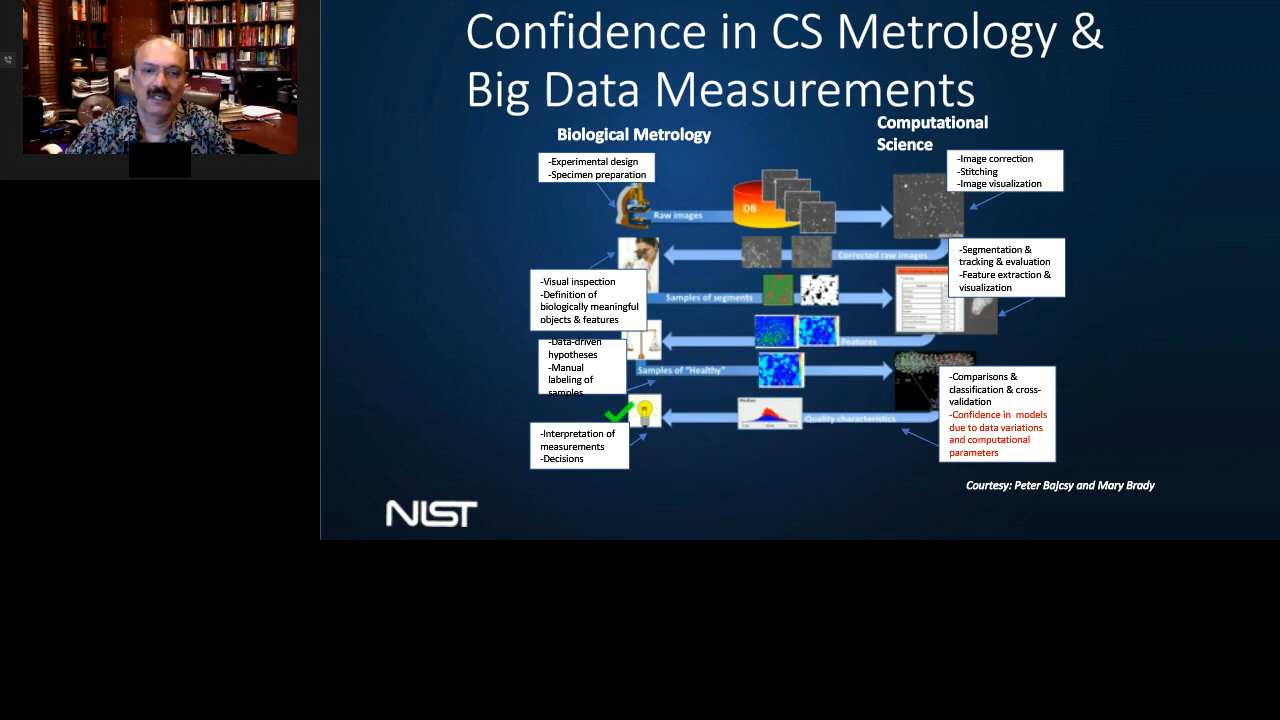 Confidence in CS Metrology &
Big Data Measurements
Biological Metrology
Computational
Science
-Experimental design
-Specimen preparation
-Image correction
-Stitching
-Image visualization
DB
Raw images
Corrected raw images
-Segmentation &
tracking & evaluation
-Feature extraction &
visualization
-Visual inspection
-Definition of
biologically meaningful
objects & features
Samples of segments
Features
-Data-driven
hypotheses
-Manual
labeling of
samples
Samples of "Healthy"
-Comparisons &
classification & cross-
validation
-Confidence in models
due to data variations
and computational
parameters
Median
Quality characteristics
-Interpretation of
measurements
-Decisions
Courtesy: Peter Bajcsy and Mary Brady
NIST